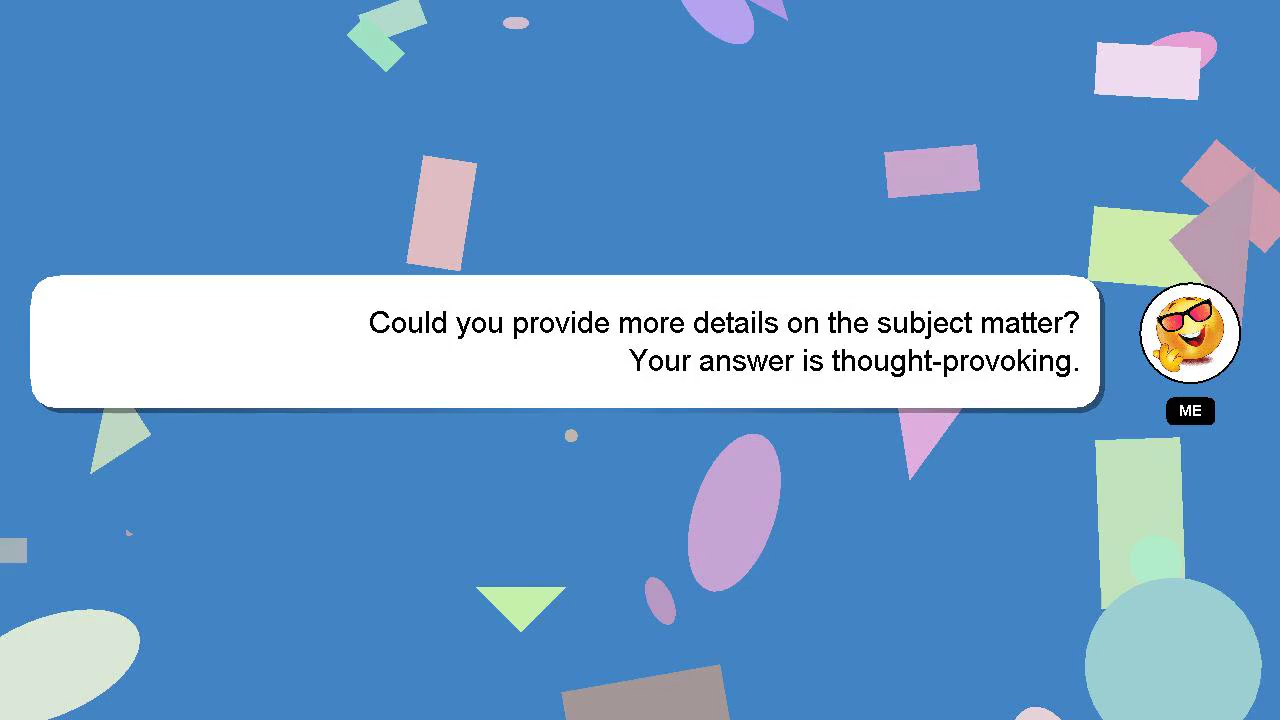 Could you provide more details on the subject matter?
Your answer is thought-provoking.
ME